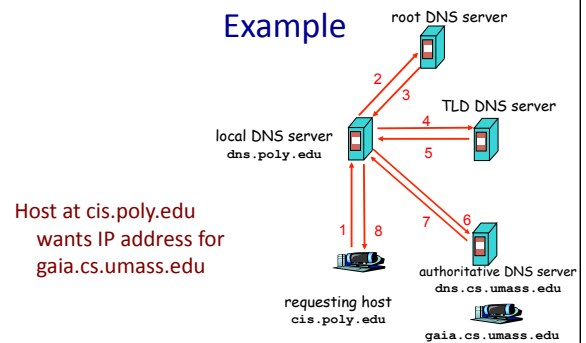 Example
root DNS server
2
3
TLD DNS server
4
5
local DNS server
dns.poly.edu
Host at cis.poly.edu
wants IP address for
gaia.cs.umass.edu
1
8
7
6
authoritative DNS server
dns.cs.umass.edu
requesting host
cis.poly.edu
gaia.cs.umass.edu